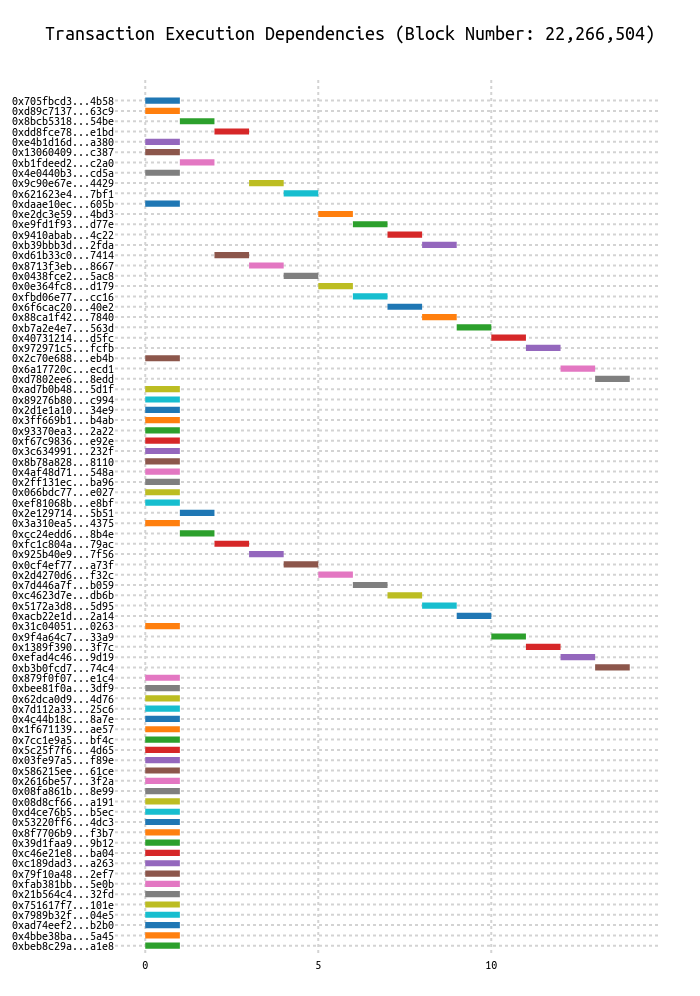 Transaction Execution Dependencies (Block Number: 22,266,504)
0x705fbcd3...4b58
0xd89c7137...63c9
0x8bcb5318...54be
0xdd8fce78...e1bd
0xe4b1d16d...a380
0x13060409...c387
0xb1fdeed2...c2a0
0x4e0440b3...cd5a
0x9c90e67e...4429
0x621623e4...7bf1
0xdaae10ec...605b
0xe2dc3e59...4bd3
0xe9fd1f93...d77e
0x9410abab...4c22
0xb39bbb3d...2fda
0xd61b33c0...7414
0x8713f3eb...8667
0x0438fce2...5ac8
0x0e364fc8...d179
0xfbd06e77...cc16
0x6f6cac20...40e2
0x88ca1f42...7840
0xb7a2e4e7...563d
0x40731214...d5fc
0x972971c5...fcfb
0x2c70e688...eb4b
0x6a17720c...ecd1
0xd7802ee6...8edd
0xad7b0b48...5d1f
0x89276b80...c994
0x2d1e1a10...34e9
0x3ff669b1...b4ab
0x93370ea3...2a22
0xf67c9836...e92e
0x3c634991...232f
0x8b78a828...8110
0x4af48d71...548a
0x2ff131ec...ba96
0x066bdc77...e027
0xef81068b...e8bf
0x2e129714...5b51
0x3a310ea5...4375
0xcc24edd6...8b4e
0xfc1c804a...79ac
0x925b40e9...7f56
0x0cf4ef77...a73f
0x2d4270d6...f32c
0x7d446a7f...b059
0xc4623d7e...db6b
0x5172a3d8...5d95
0xacb22e1d...2a14
0x31c04051...0263
0x9f4a64c7...33a9
0x1389f390...3f7c
0xefad4c46...9d19
0xb3b0fcd7...74c4
0x879f0f07...e1c4
0xbee81f0a...3df9
0x62dca0d9...4d76
0x7d112a33...25c6
0x4c44b18c...8a7e
0x1f671139...ae57
0x7cc1e9a5...bf4c
0x5c25f7f6...4d65
0x03fe97a5...f89e
0x586215ee...61ce
0x2616be57...3f2a
0x08fa861b...8e99
0x08d8cf66...a191
0xd4ce76b5...b5ec
0x53220ff6...4dc3
0x8f7706b9...f3b7
0x39d1faa9...9b12
0xc46e21e8...ba04
0xc189dad3...a263
0x79f10a48...2ef7
0xfab381bb...5e0b
0x21b564c4...32fd
0x751617f7...101e
0x7989b32f...04e5
0xad74eef2...b2b0
0x4bbe38ba...5a45
0xbeb8c29a...a1e8
0 5 10